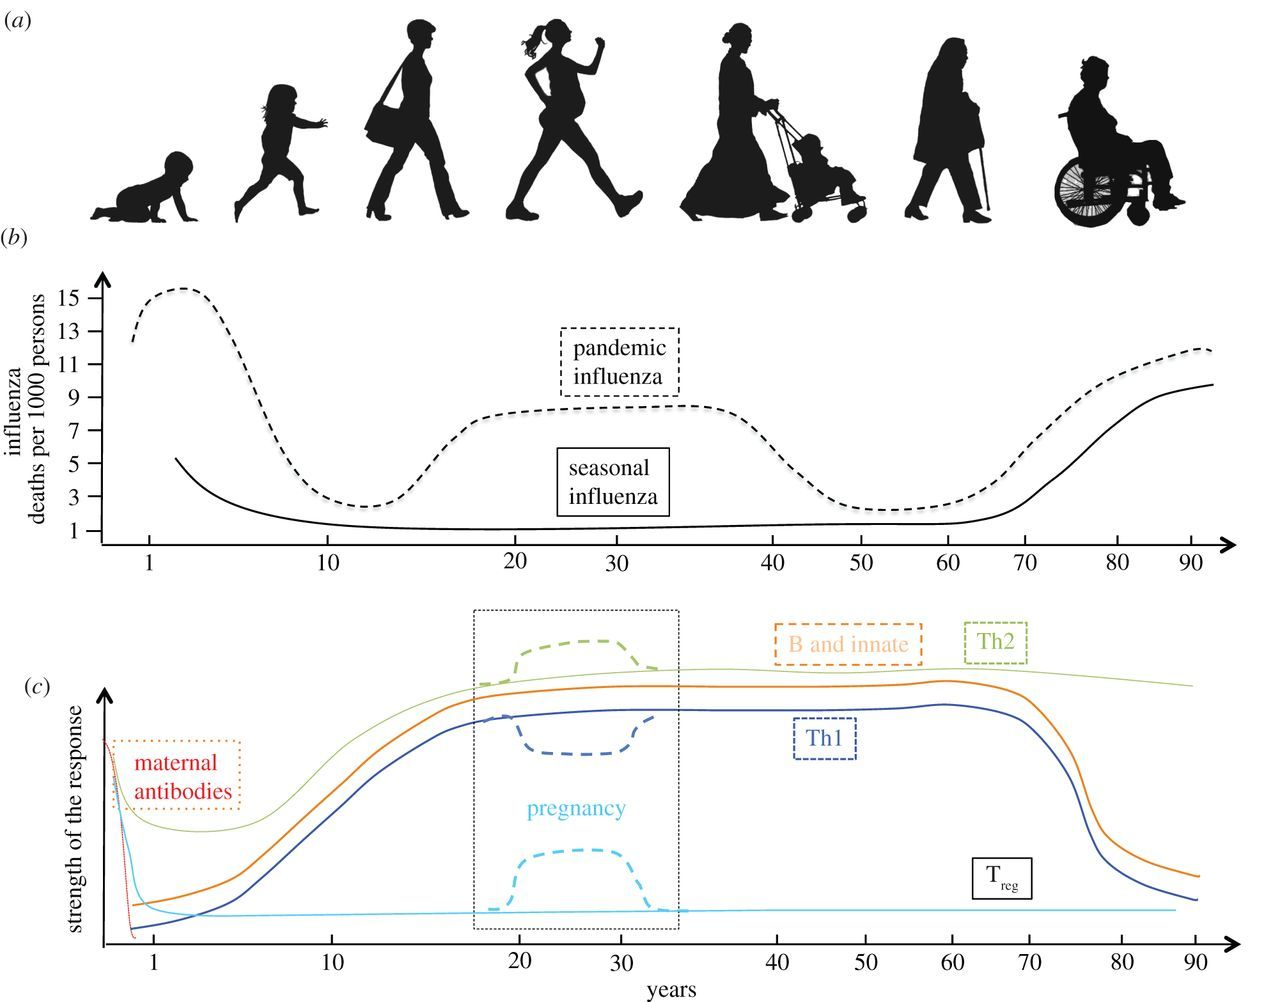 (a)
(b)
influenza
deaths per 1000 persons
15
13
11
9
7
5
3
1
pandemic
influenza
seasonal
influenza
1 10 20 30 40 50 60 70 80 90
(c)
strength of the response
maternal
antibodies
B and innate
Th2
Th1
pregnancy
Treg
1 10 20 30 40 50 60 70 80 90
years